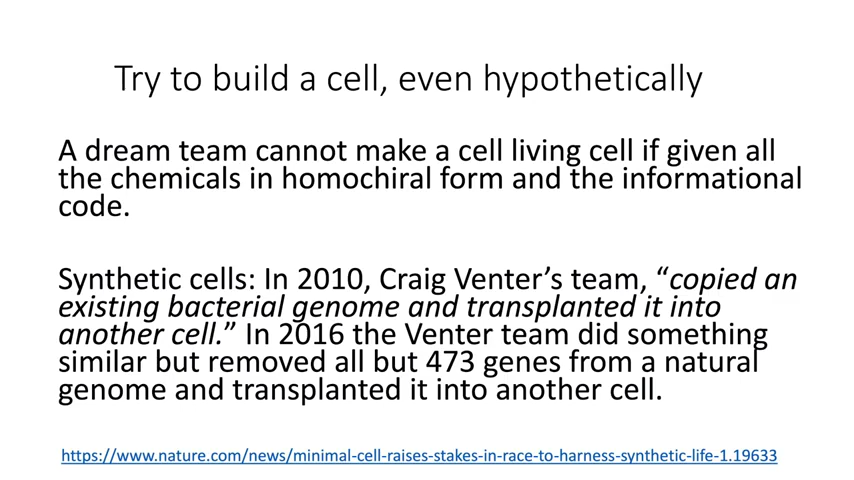 Try to build a cell, even hypothetically
A dream team cannot make a cell living cell if given all
the chemicals in homochiral form and the informational
code.
Synthetic cells: In 2010, Craig Venter’s team, “copied an
existing bacterial genome and transplanted it into
another cell.” In 2016 the Venter team did something
similar but removed all but 473 genes from a natural
genome and transplanted it into another cell.
https://www.nature.com/news/minimal-cell-raises-stakes-in-race-to-harness-synthetic-life-1.19633